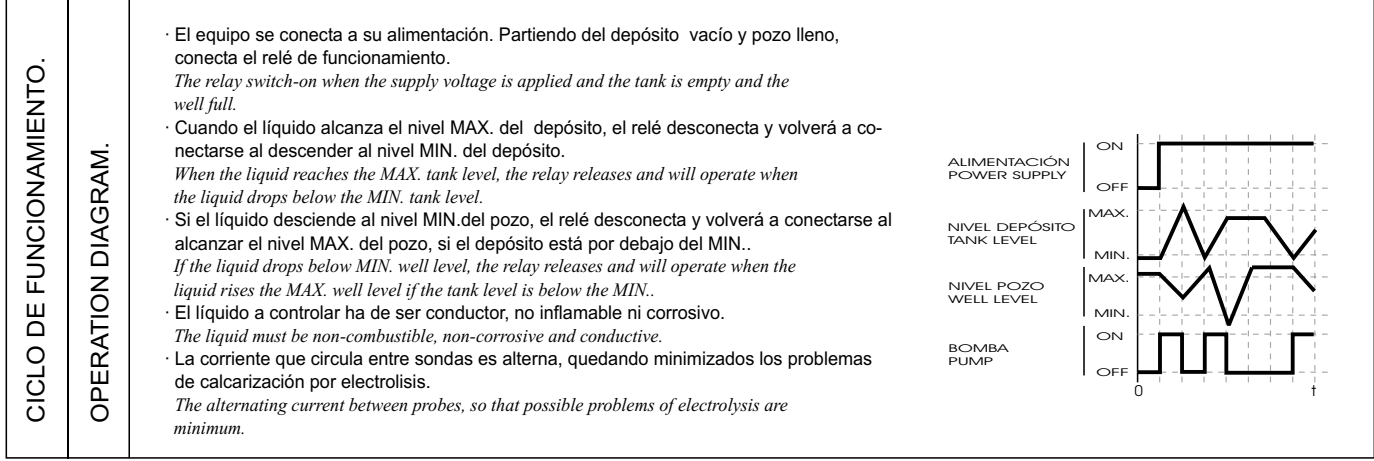 CICLO DE FUNCIONAMIENTO.
OPERATION DIAGRAM.
· El equipo se conecta a su alimentación. Partiendo del depósito vacío y pozo lleno,
conecta el relé de funcionamiento.
The relay switch-on when the supply voltage is applied and the tank is empty and the
well full.
· Cuando el líquido alcanza el nivel MAX. del depósito, el relé desconecta y volverá a co-
nectarse al descender al nivel MIN. del depósito.
When the liquid reaches the MAX. tank level, the relay releases and will operate when
the liquid drops below the MIN. tank level.
· Si el líquido desciende al nivel MIN.del pozo, el relé desconecta y volverá a conectarse al
alcanzar el nivel MAX. del pozo, si el depósito está por debajo del MIN..
If the liquid drops below MIN. well level, the relay releases and will operate when the
liquid rises the MAX. well level if the tank level is below the MIN..
· El líquido a controlar ha de ser conductor, no inflamable ni corrosivo.
The liquid must be non-combustible, non-corrosive and conductive.
· La corriente que circula entre sondas es alterna, quedando minimizados los problemas
de calcarización por electrolisis.
The alternating current between probes, so that possible problems of electrolysis are
minimum.
ALIMENTACIÓN
POWER SUPPLY
ON
OFF
NIVEL DEPÓSITO
TANK LEVEL
MAX.
MIN.
NIVEL POZO
WELL LEVEL
MAX.
MIN.
BOMBA
PUMP
ON
OFF
0
t